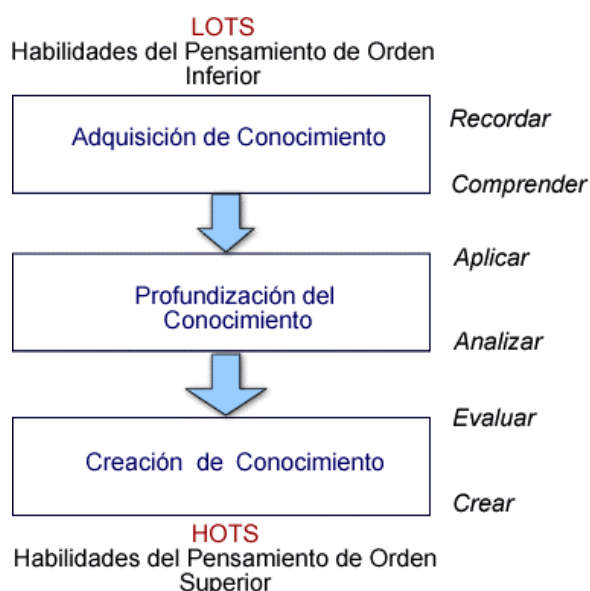 LOTS
Habilidades del Pensamiento de Orden
Inferior
Adquisición de Conocimiento
Recordar
Comprender
Profundización del
Conocimiento
Aplicar
Analizar
Creación de Conocimiento
Evaluar
Crear
HOTS
Habilidades del Pensamiento de Orden
Superior